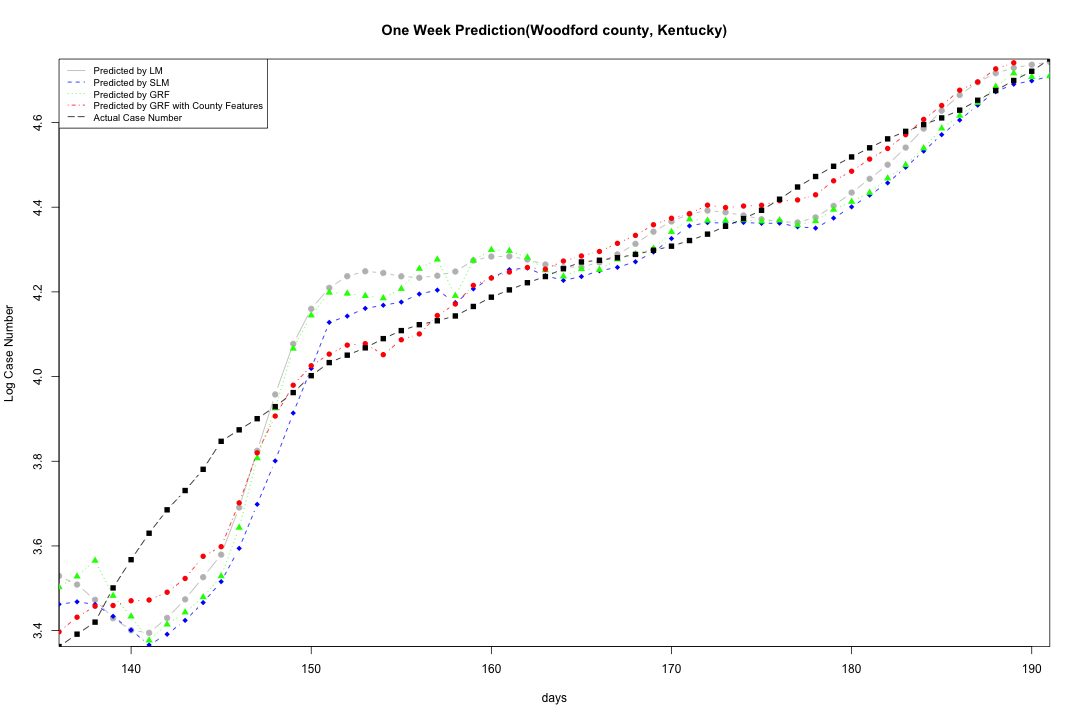 One Week Prediction(Woodford county, Kentucky)
Predicted by LM
Predicted by SLM
Predicted by GRF
Predicted by GRF with County Features
Actual Case Number
Log Case Number
4.6
4.4
4.2
4.0
3.8
3.6
3.4
140 150 160 170 180 190
days